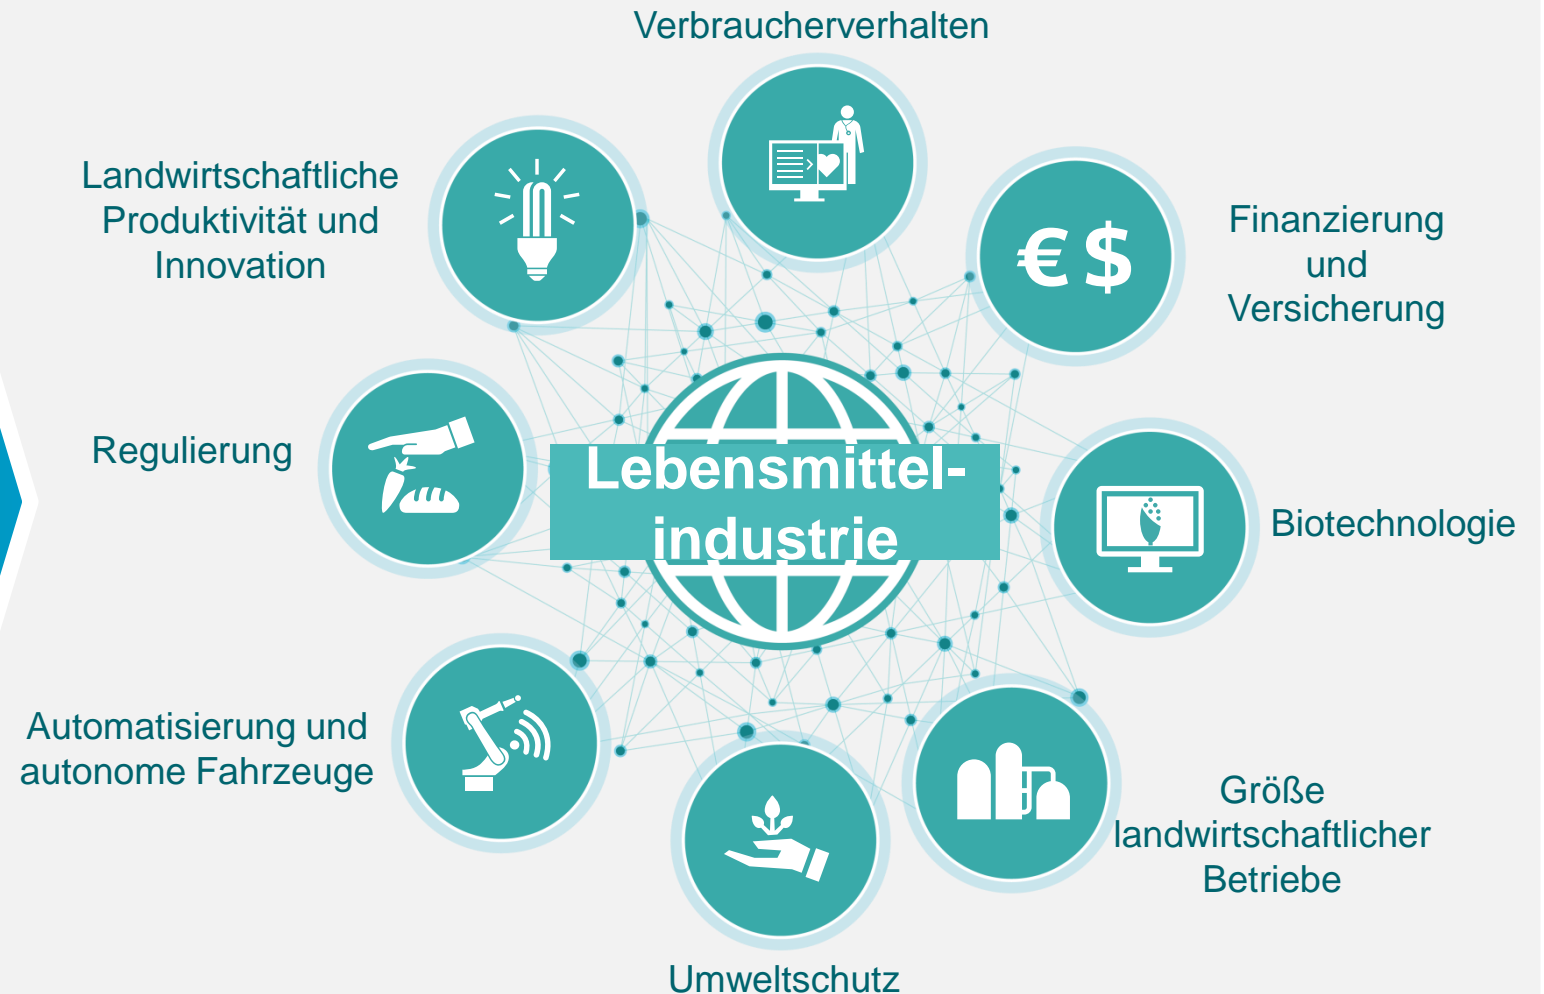 Verbraucherverhalten
Landwirtschaftliche
Produktivität und
Innovation
€$
Finanzierung
und
Versicherung
Regulierung
Lebensmittel-
industrie
Biotechnologie
Automatisierung und
autonome Fahrzeuge
Größe
landwirtschaftlicher
Betriebe
Umweltschutz